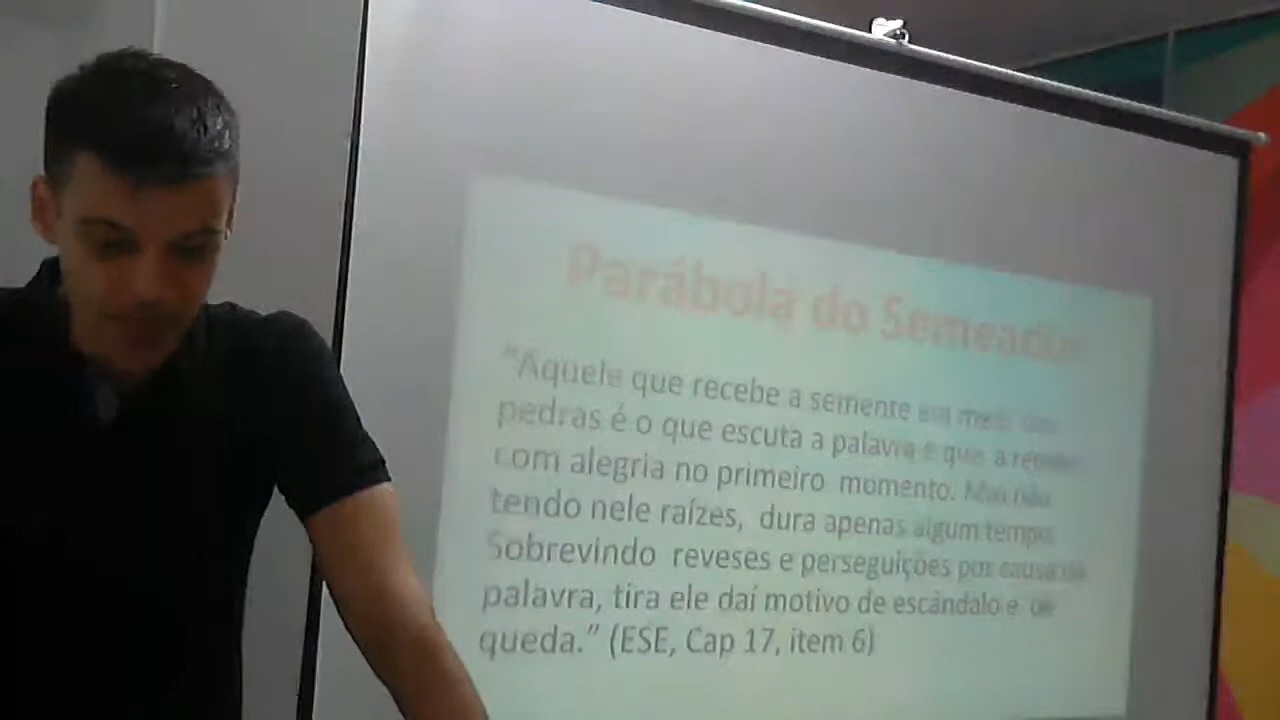 Parábola do Semeador
“Aquele que recebe a semente em meio das
pedras é o que escuta a palavra e que a recebe
com alegria no primeiro momento. Mas não
tendo nele raízes, dura apenas algum tempo.
Sobrevindo reveses e perseguições por causa da
palavra, tira ele daí motivo de escândalo e de
queda.” (ESE, Cap 17, item 6)